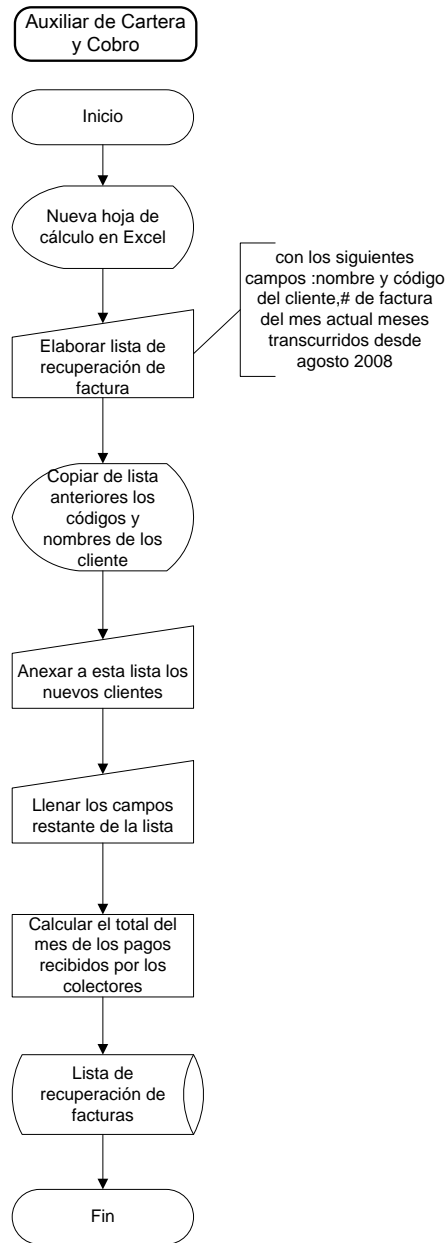 Auxiliar de Cartera
y Cobro
Inicio
Nueva hoja de
cálculo en Excel
con los siguientes
campos :nombre y código
del cliente,# de factura
del mes actual meses
transcurridos desde
agosto 2008
Elaborar lista de
recuperación de
factura
Copiar de lista
anteriores los
códigos y
nombres de los
cliente
Anexar a esta lista los
nuevos clientes
Llenar los campos
restante de la lista
Calcular el total del
mes de los pagos
recibidos por los
colectores
Lista de
recuperación de
facturas
Fin